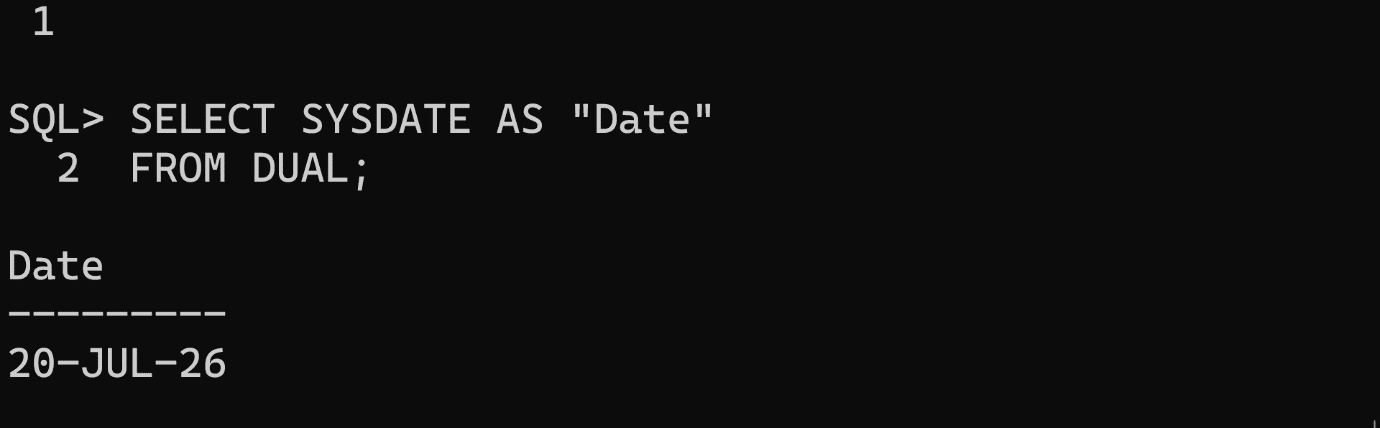 1
SQL> SELECT SYSDATE AS "Date"
2 FROM DUAL;
Date
---------
20-JUL-26